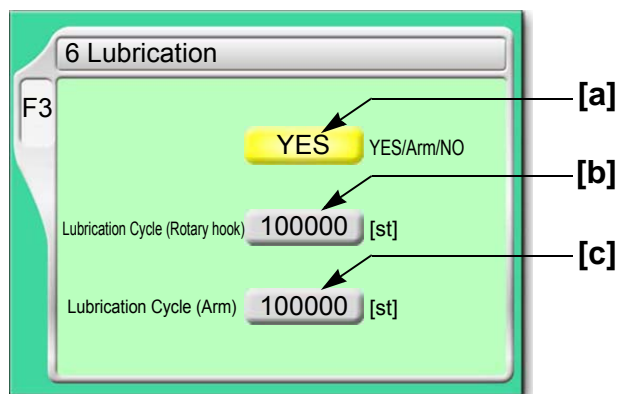 6 Lubrication
F3
[a]
YES YES/Arm/NO
[b]
Lubrication Cycle (Rotary hook) 100000 [st]
[c]
Lubrication Cycle (Arm) 100000 [st]